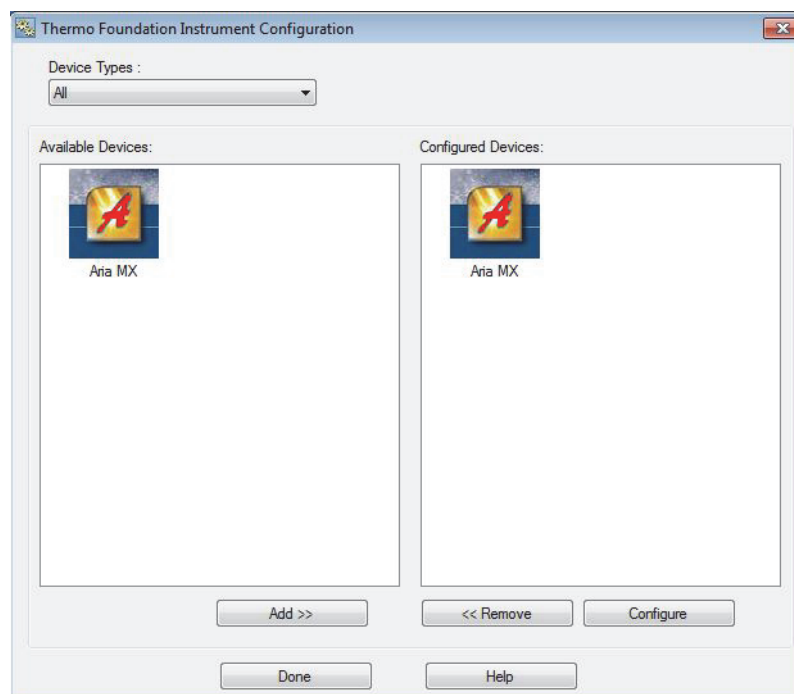 Thermo Foundation Instrument Configuration
Device Types :
All
Available Devices:
Configured Devices:
A
Aria MX
A
Aria MX
Add >>
<< Remove
Configure
Done
Help